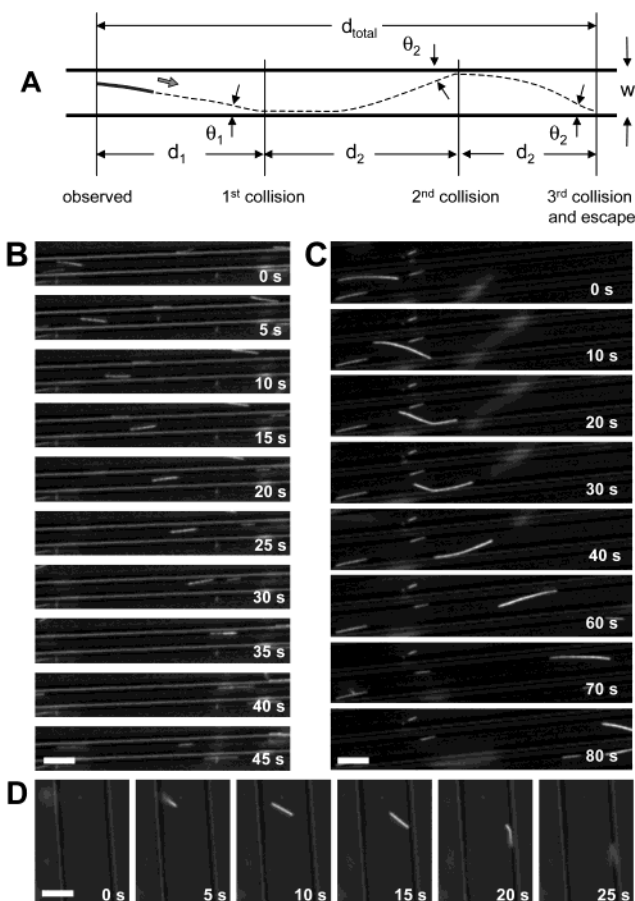 d_total
A
θ₂
w
θ₁
θ₂
d₁
d₂
d₂
observed
1ˢᵗ collision
2ⁿᵈ collision
3ʳᵈ collision
and escape
B
0 s
5 s
10 s
15 s
20 s
25 s
30 s
35 s
40 s
45 s
C
0 s
10 s
20 s
30 s
40 s
60 s
70 s
80 s
D
0 s
5 s
10 s
15 s
20 s
25 s